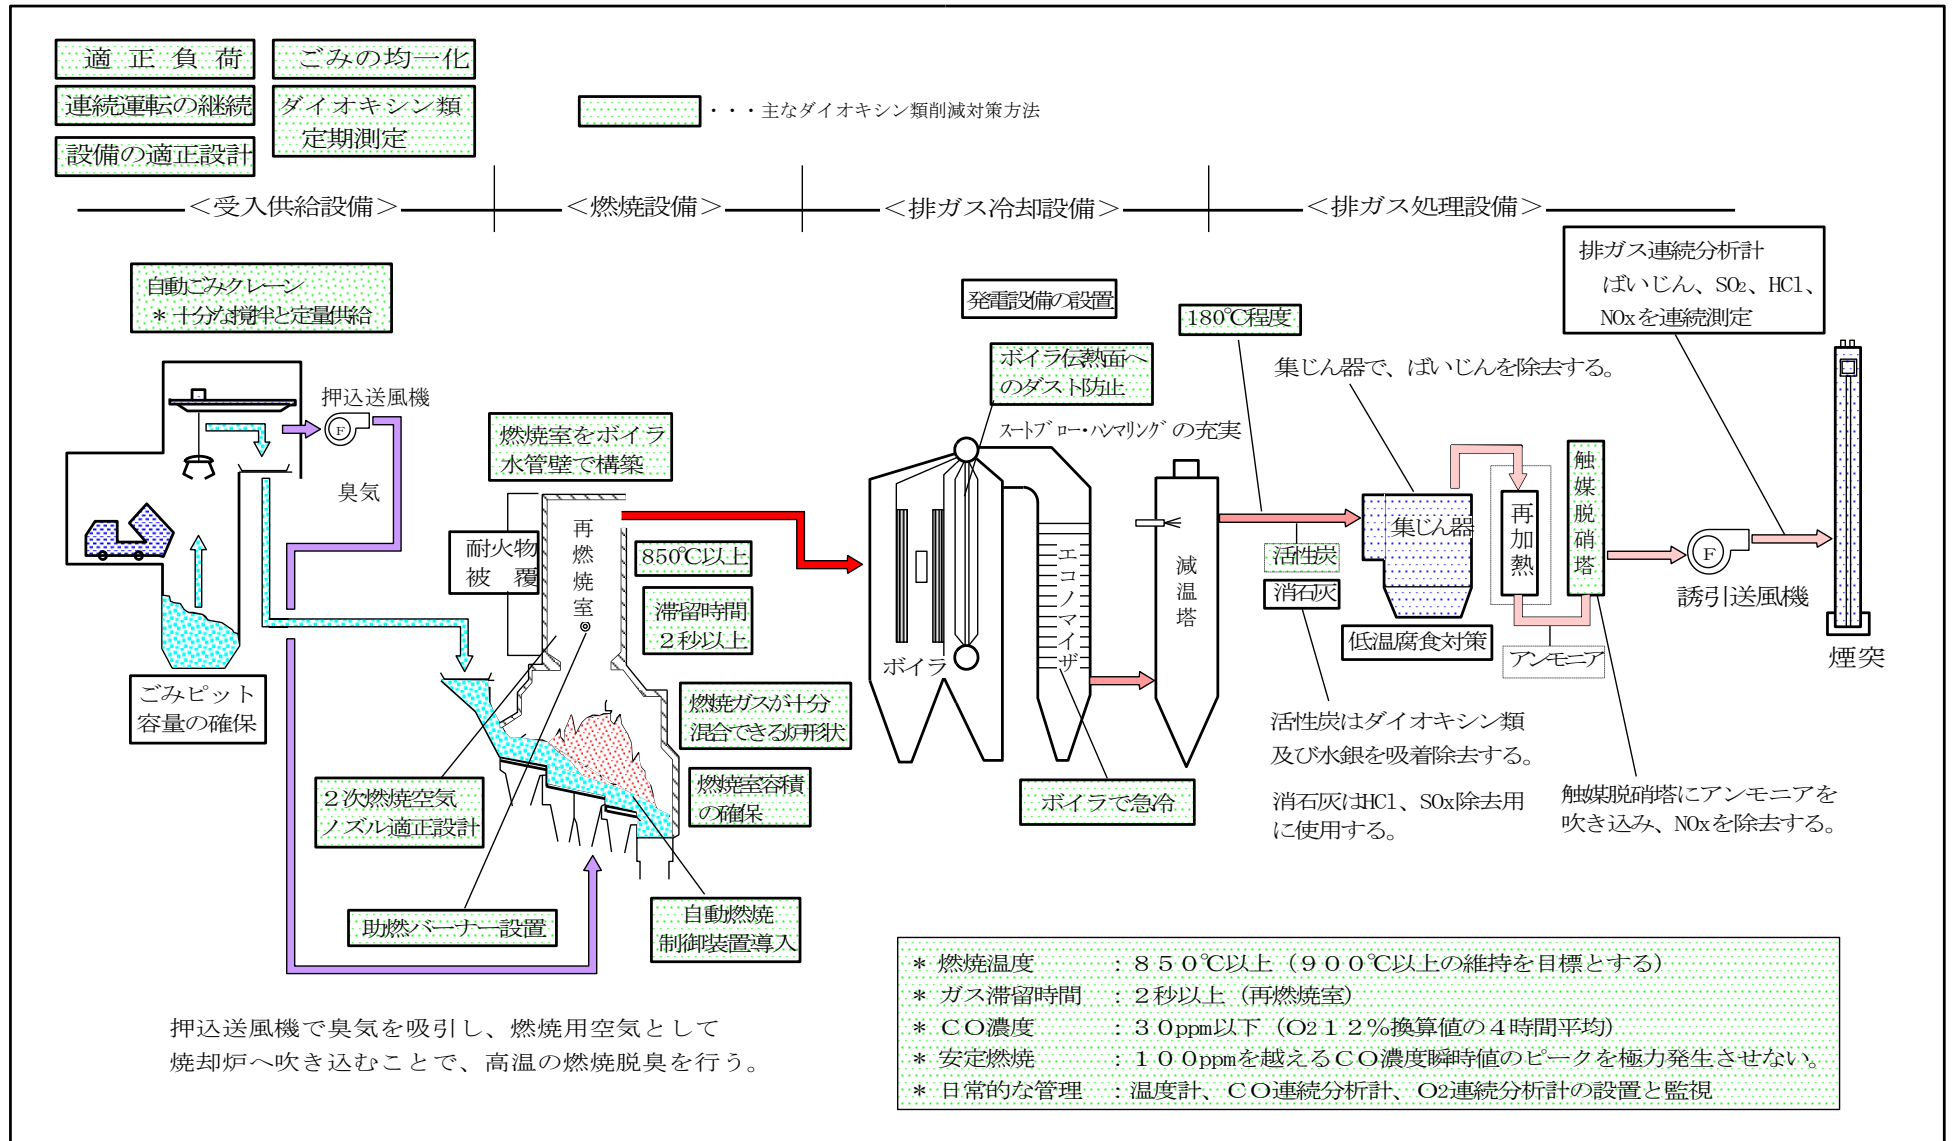 適正負荷
ごみの均一化
連続運転の継続
ダイオキシン類
定期測定
設備の適正設計
・・・主なダイオキシン類削減対策方法
＜受入供給設備＞
＜燃焼設備＞
＜排ガス冷却設備＞
＜排ガス処理設備＞
自動ごみクレーン
＊十分な撹拌と定量供給
押込送風機
F
臭気
ごみピット
容量の確保
燃焼室をボイラ
水管壁で構築
耐火物
被覆
再燃焼室
850℃以上
滞留時間
２秒以上
燃焼ガスが十分
混合できる炉形状
燃焼室容積
の確保
２次燃焼空気
ノズル適正設計
助燃バーナー設置
自動燃焼
制御装置導入
発電設備の設置
ボイラ伝熱面へ
のダスト防止
スートブロー・ハンマリングの充実
ボイラ
エコノマイザ
ボイラで急冷
減温塔
180℃程度
活性炭
消石灰
集じん器で、ばいじんを除去する。
集じん器
低温腐食対策
再加熱
アンモニア
触媒脱硝塔
排ガス連続分析計
ばいじん、SO₂、HCl、
NOxを連続測定
F
誘引送風機
煙突
活性炭はダイオキシン類
及び水銀を吸着除去する。
消石灰はHCl、SOx除去用
に使用する。
触媒脱硝塔にアンモニアを
吹き込み、NOxを除去する。
押込送風機で臭気を吸引し、燃焼用空気として
焼却炉へ吹き込むことで、高温の燃焼脱臭を行う。
＊ 燃焼温度 ：８５０℃以上（９００℃以上の維持を目標とする）
＊ ガス滞留時間 ：２秒以上（再燃焼室）
＊ ＣＯ濃度 ：３０ppm以下（O2１２％換算値の４時間平均）
＊ 安定燃焼 ：１００ppmを越えるＣＯ濃度瞬時値のピークを極力発生させない。
＊ 日常的な管理 ：温度計、ＣＯ連続分析計、O2連続分析計の設置と監視